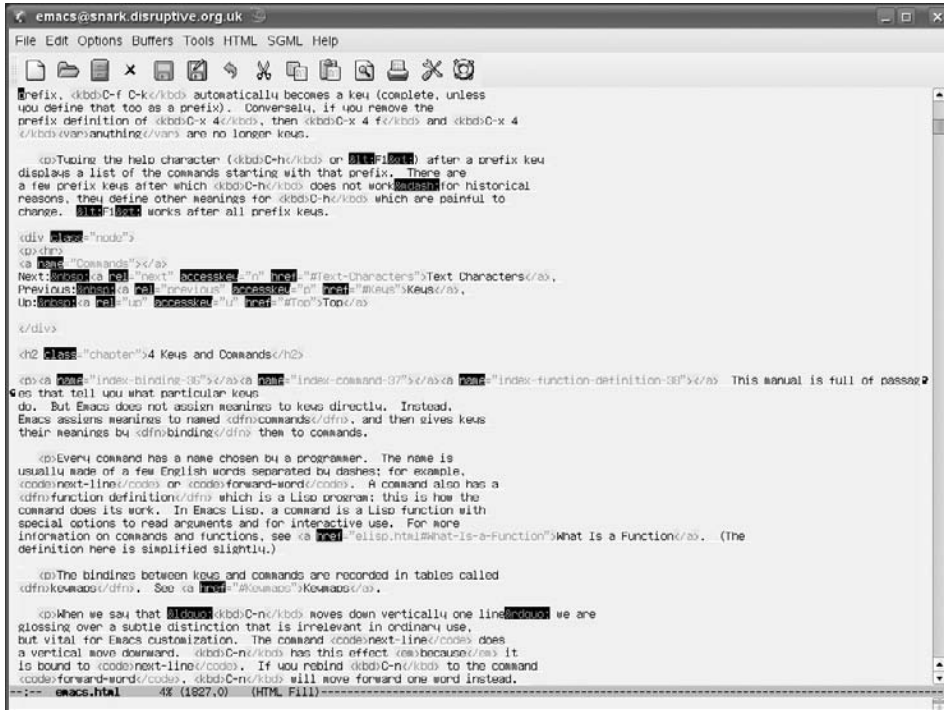 emacs@snark.disruptive.org.uk
File Edit Options Buffers Tools HTML SGML Help
prefix, <kbd>C-f C-k</kbd> automatically becomes a key (complete, unless
you define that too as a prefix).  Conversely, if you remove the
prefix definition of <kbd>C-x 4</kbd>, then <kbd>C-x 4 f</kbd> and <kbd>C-x 4
</kbd><var>anything</var> are no longer keys.
<p>Typing the help character (<kbd>C-h</kbd> or &lt;F1&gt;) after a prefix key
displays a list of the commands starting with that prefix.  There are
a few prefix keys after which <kbd>C-h</kbd> does not work&mdash;for historical
reasons, they define other meanings for <kbd>C-h</kbd> which are painful to
change.  &lt;F1&gt; works after all prefix keys.
<div class="node">
<p><hr>
<a name="Commands"></a>
Next:&nbsp;<a rel="next" accesskey="n" href="#Text-Characters">Text Characters</a>,
Previous:&nbsp;<a rel="previous" accesskey="p" href="#Keys">Keys</a>,
Up:&nbsp;<a rel="up" accesskey="u" href="#Top">Top</a>
</div>
<h2 class="chapter">4 Keys and Commands</h2>
<p><a name="index-binding-36"></a><a name="index-command-37"></a><a name="index-function-definition-38"></a>  This manual is full of passag
es that tell you what particular keys
do.  But Emacs does not assign meanings to keys directly.  Instead,
Emacs assigns meanings to named <dfn>commands</dfn>, and then gives keys
their meanings by <dfn>binding</dfn> them to commands.
<p>Every command has a name chosen by a programmer.  The name is
usually made of a few English words separated by dashes; for example,
<code>next-line</code> or <code>forward-word</code>.  A command also has a
<dfn>function definition</dfn> which is a Lisp program; this is how the
command does its work.  In Emacs Lisp, a command is a Lisp function with
special options to read arguments and for interactive use.  For more
information on commands and functions, see <a href="elisp.html#What-Is-a-Function">What Is a Function</a>.  (The
definition here is simplified slightly.)
<p>The bindings between keys and commands are recorded in tables called
<dfn>keymaps</dfn>.  See <a href="#Keymaps">Keymaps</a>.
<p>When we say that &ldquo;<kbd>C-n</kbd> moves down vertically one line&rdquo; we are
glossing over a subtle distinction that is irrelevant in ordinary use,
but vital for Emacs customization.  The command <code>next-line</code> does
a vertical move downward.  <kbd>C-n</kbd> has this effect <em>because</em> it
is bound to <code>next-line</code>.  If you rebind <kbd>C-n</kbd> to the command
<code>forward-word</code>, <kbd>C-n</kbd> will move forward one word instead.
--:--  emacs.html      4% (1827,0)    (HTML Fill)--